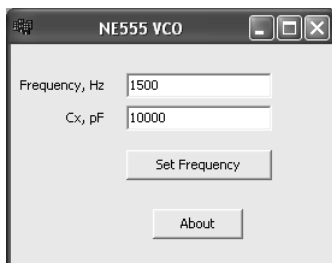 NE555 VCO
Frequency, Hz 1500
Cx, pF 10000
Set Frequency
About